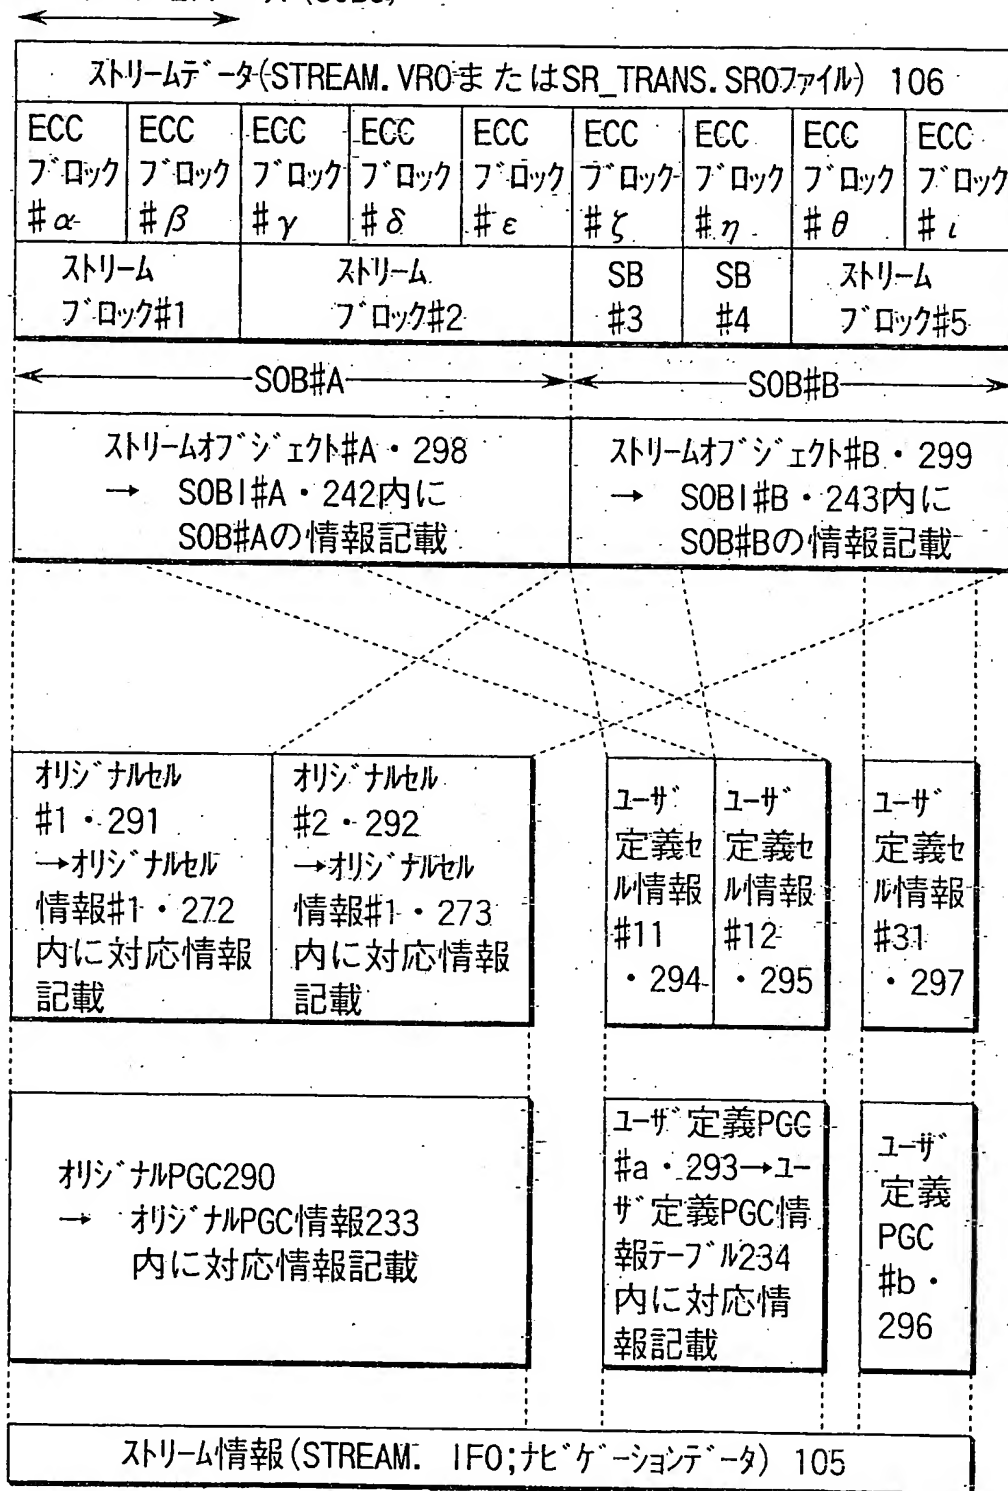 ストリームデータ(STREAM.VROまたはSR_TRANS.SROファイル) 106
ECC ECC ECC ECC ECC ECC ECC ECC ECC
ブロック ブロック ブロック ブロック ブロック ブロック ブロック ブロック ブロック
#α #β #γ #δ #ε #ζ #η #θ #ι
ストリーム ストリーム SB SB ストリーム
ブロック#1 ブロック#2 #3 #4 ブロック#5
SOB#A SOB#B
ストリームオブジェクト#A・298
→ SOBI#A・242内に
SOB#Aの情報記載
ストリームオブジェクト#B・299
→ SOBI#B・243内に
SOB#Bの情報記載
オリジナルセル
#1・291
→オリジナルセル
情報#1・272
内に対応情報
記載
オリジナルセル
#2・292
→オリジナルセル
情報#1・273
内に対応情報
記載
ユーザ
定義セ
ル情報
#11
・294
ユーザ
定義セ
ル情報
#12
・295
ユーザ
定義セ
ル情報
#31
・297
オリジナルPGC290
→ オリジナルPGC情報233
内に対応情報記載
ユーザ定義PGC
#a・293→ユー
ザ定義PGC情
報テーブル234
内に対応情
報記載
ユーザ
定義
PGC
#b・
296
ストリーム情報(STREAM. IFO;ナビゲーションデータ) 105